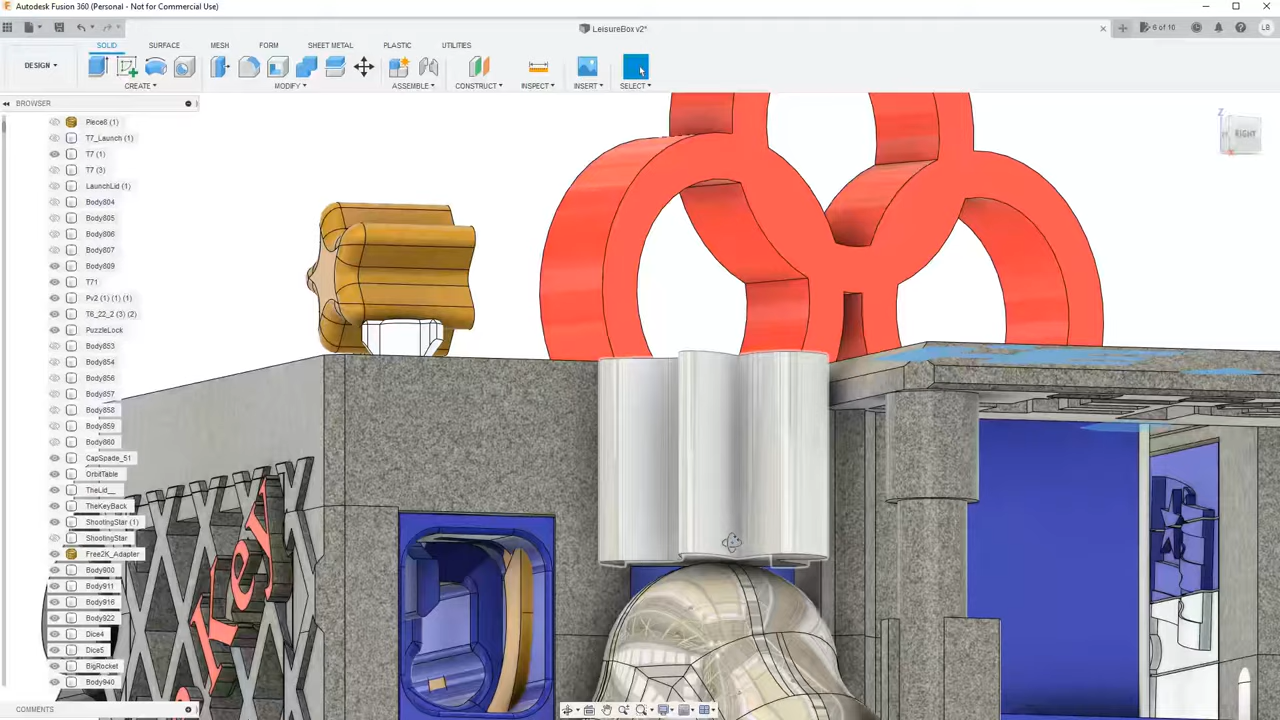 Autodesk Fusion 360 (Personal - Not for Commercial Use)
LeisureBox v2*
6 of 10
LB
SOLID SURFACE MESH FORM SHEET METAL PLASTIC UTILITIES
DESIGN
CREATE MODIFY ASSEMBLE CONSTRUCT INSPECT INSERT SELECT
BROWSER
Z
RIGHT
Piece8 (1)
T7_Launch (1)
T7 (1)
T7 (3)
LaunchLid (1)
Body804
Body805
Body806
Body807
Body809
T71
Pv2 (1) (1) (1)
T6_22_2 (3) (2)
PuzzleLock
Body853
Body854
Body856
Body857
Body858
Body859
Body860
CapSpade_51
OrbitTable
TheLid__
TheKeyBack
ShootingStar (1)
ShootingStar
Free2K_Adapter
Body900
Body911
Body916
Body922
Dice4
Dice5
BigRocket
Body940
COMMENTS